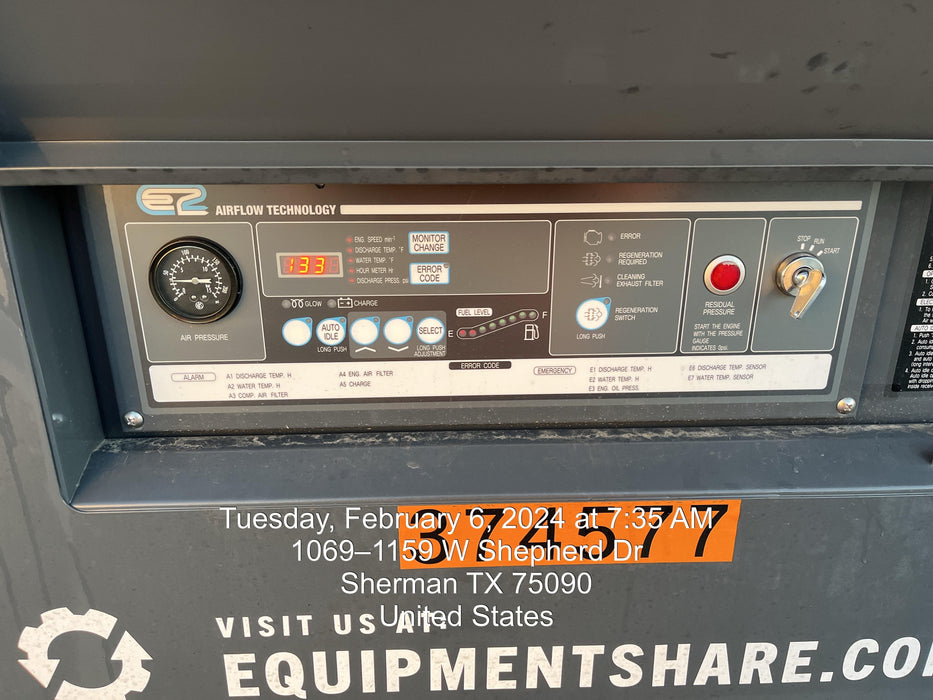 EZ AIRFLOW TECHNOLOGY
AIR PRESSURE
133
ENG. SPEED min-1
DISCHARGE TEMP. °F
WATER TEMP. °F
HOUR METER Hr
DISCHARGE PRESS. psi
MONITOR
CHANGE
ERROR
CODE
GLOW
CHARGE
AUTO
IDLE
SELECT
LONG PUSH
LONG PUSH
ADJUSTMENT
FUEL LEVEL
E
F
ERROR
REGENERATION
REQUIRED
CLEANING
EXHAUST FILTER
REGENERATION
SWITCH
LONG PUSH
RESIDUAL
PRESSURE
START THE ENGINE
WITH THE PRESSURE
GAUGE
INDICATES 0psi.
STOP
RUN
START
ERROR CODE
ALARM
A1 DISCHARGE TEMP. H
A2 WATER TEMP. H
A3 COMP. AIR FILTER
A4 ENG. AIR FILTER
A5 CHARGE
EMERGENCY
E1 DISCHARGE TEMP. H
E2 WATER TEMP. H
E3 ENG. OIL PRESS.
E6 DISCHARGE TEMP. SENSOR
E7 WATER TEMP. SENSOR
374577
Tuesday, February 6, 2024 at 7:35 AM
1069–1159 W Shepherd Dr
Sherman TX 75090
United States
VISIT US AT:
EQUIPMENTSHARE.CO